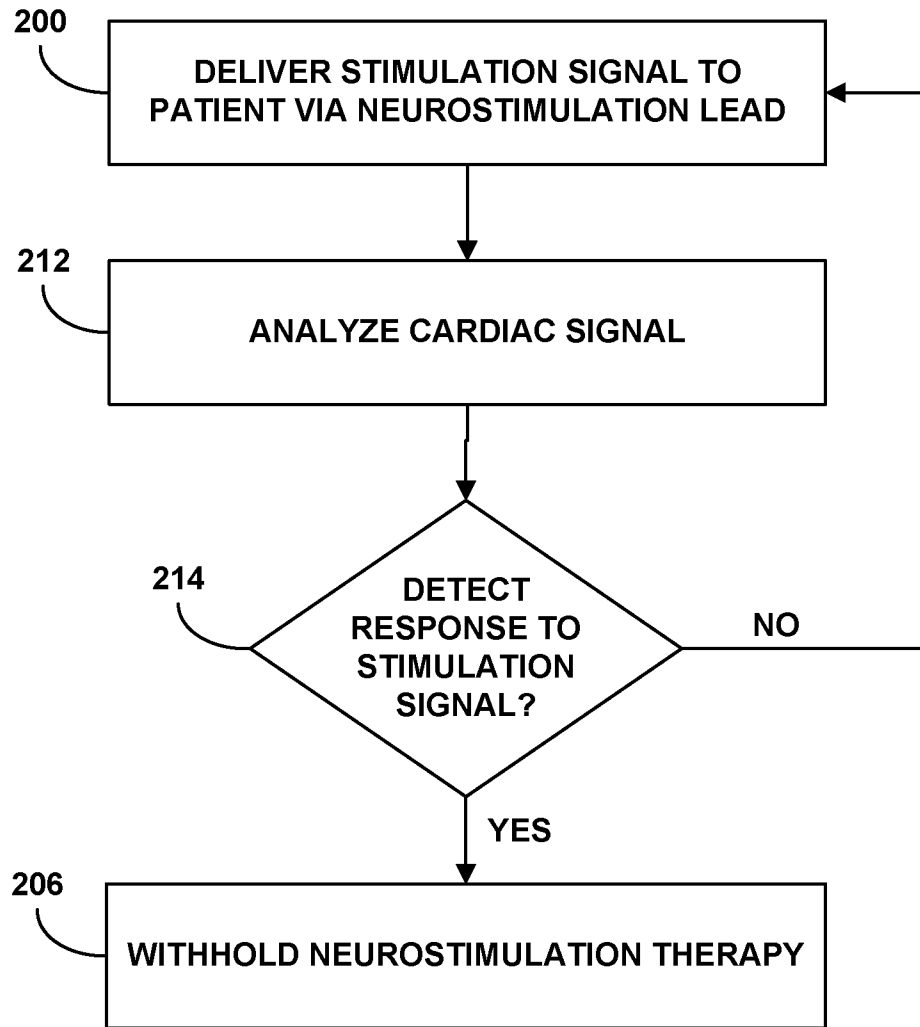 200
DELIVER STIMULATION SIGNAL TO
PATIENT VIA NEUROSTIMULATION LEAD
212
ANALYZE CARDIAC SIGNAL
214
DETECT
RESPONSE TO
STIMULATION
SIGNAL?
NO
YES
206
WITHHOLD NEUROSTIMULATION THERAPY